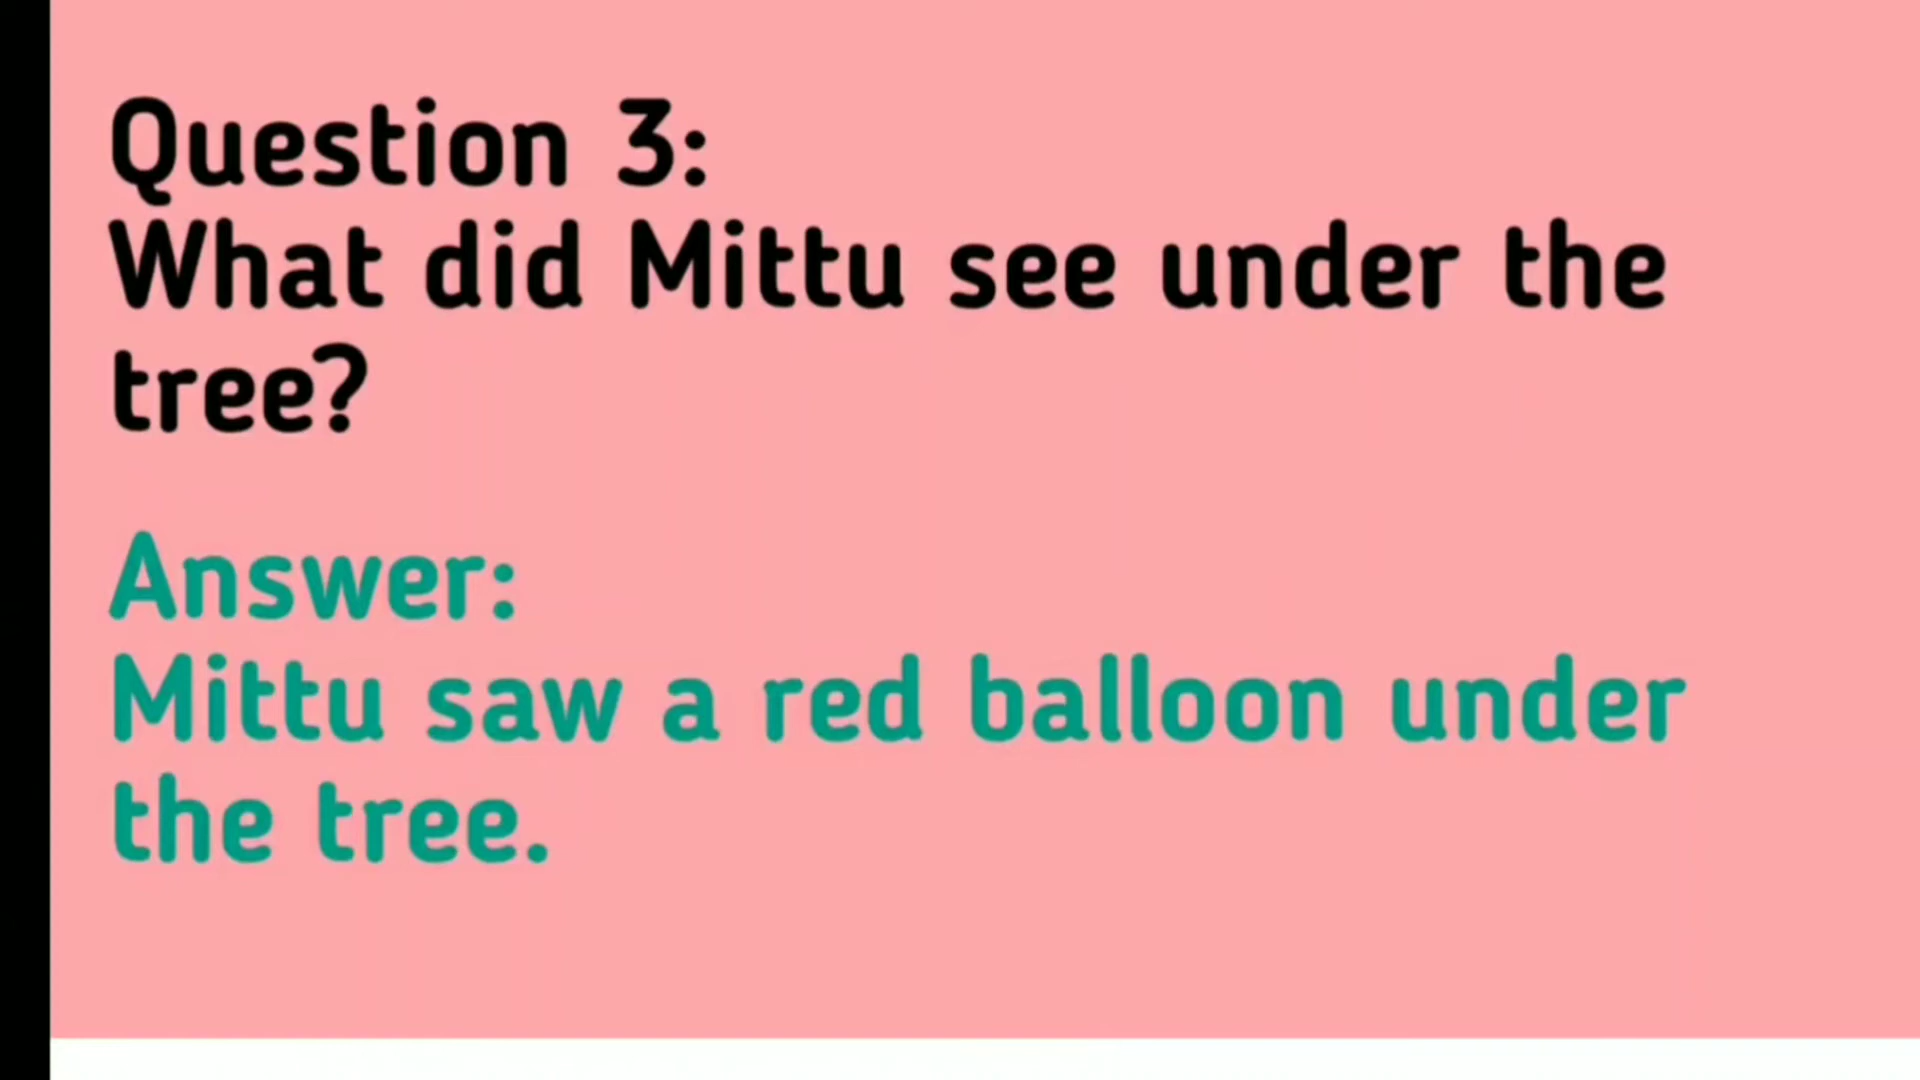 Question 3:
What did Mittu see under the
tree?
Answer:
Mittu saw a red balloon under
the tree.